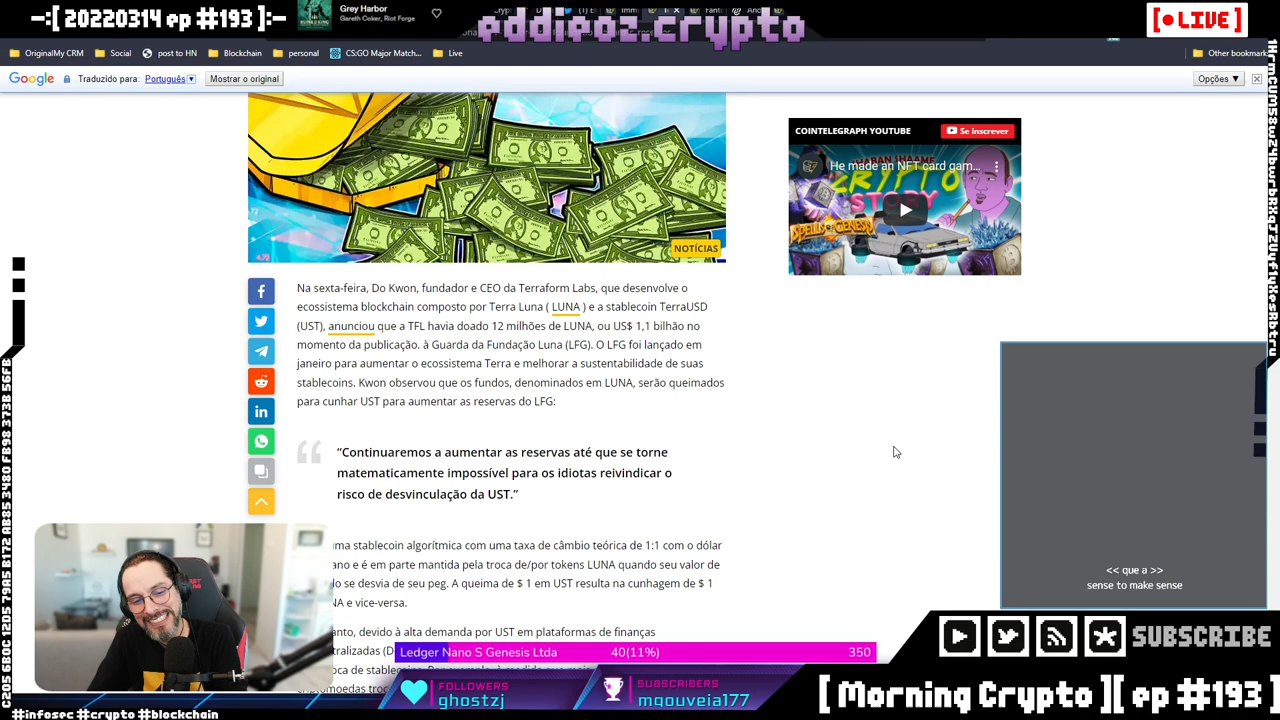 -:[ 20220314 ep #193]:-
Grey Harbor
Gareth Coker, Riot Forge
eddieoz.crypto
[● LIVE]
OriginalMy CRM
Social
post to HN
Blockchain
personal
CS:GO Major Match...
Live
Other bookmark
Google
Traduzido para:
Português
Mostrar o original
Opções ▼
COINTELEGRAPH YOUTUBE
Se inscrever
He made an NFT card gam...
CRYPTO
STORY
SPELLS OF GENESIS
NOTÍCIAS
Na sexta-feira, Do Kwon, fundador e CEO da Terraform Labs, que desenvolve o
ecossistema blockchain composto por Terra Luna ( LUNA ) e a stablecoin TerraUSD
(UST), anunciou que a TFL havia doado 12 milhões de LUNA, ou US$ 1,1 bilhão no
momento da publicação. à Guarda da Fundação Luna (LFG). O LFG foi lançado em
janeiro para aumentar o ecossistema Terra e melhorar a sustentabilidade de suas
stablecoins. Kwon observou que os fundos, denominados em LUNA, serão queimados
para cunhar UST para aumentar as reservas do LFG:
“Continuaremos a aumentar as reservas até que se torne
matematicamente impossível para os idiotas reivindicar o
risco de desvinculação da UST.”
ma stablecoin algorítmica com uma taxa de câmbio teórica de 1:1 com o dólar
ano e é em parte mantida pela troca de/por tokens LUNA quando seu valor de
o se desvia de seu peg. A queima de $ 1 em UST resulta na cunhagem de $ 1
A e vice-versa.
anto, devido à alta demanda por UST em plataformas de finanças
<< que a >>
sense to make sense
Ledger Nano S Genesis Ltda
40(11%)
350
FOLLOWERS
ghostzj
SUBSCRIBERS
mgouveia177
SUBSCRIBE
[ Morning Crypto ][ ep #193 ]
#infosec #crypto #blockchain